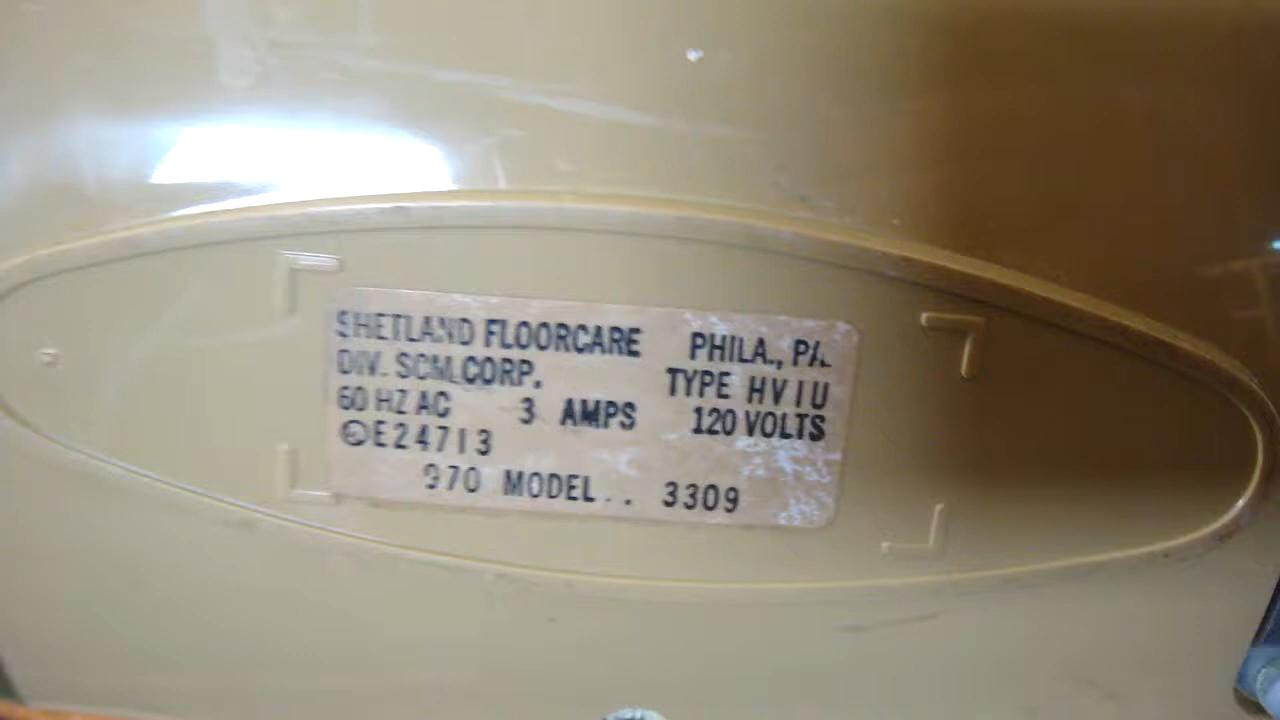 SHETLAND FLOORCARE PHILA., PA.
DIV. SCM CORP. TYPE HV1U
60 HZ AC 3 AMPS 120 VOLTS
E24713
970 MODEL.. 3309